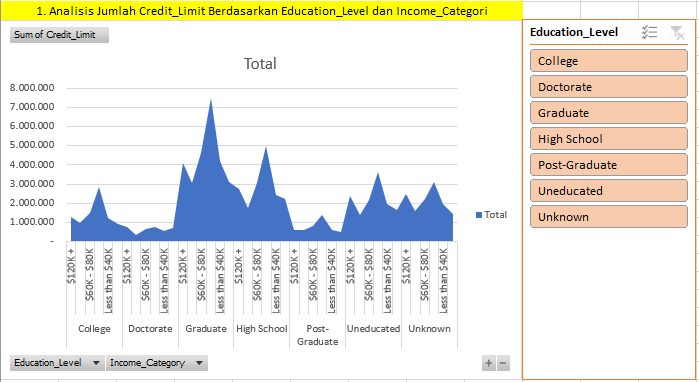 1. Analisis Jumlah Credit_Limit Berdasarkan Education_Level dan Income_Categori
Sum of Credit_Limit
Total
8.000.000
7.000.000
6.000.000
5.000.000
4.000.000
3.000.000
2.000.000
1.000.000
-
Total
$120K +
$60K - $80K
Less than $40K
$120K +
$60K - $80K
Less than $40K
$120K +
$60K - $80K
Less than $40K
$120K +
$60K - $80K
Less than $40K
$120K +
$60K - $80K
Less than $40K
$120K +
$60K - $80K
Less than $40K
$120K +
$60K - $80K
Less than $40K
College
Doctorate
Graduate
High School
Post-
Graduate
Uneducated
Unknown
Education_Level
Income_Category
+ -
Education_Level
College
Doctorate
Graduate
High School
Post-Graduate
Uneducated
Unknown